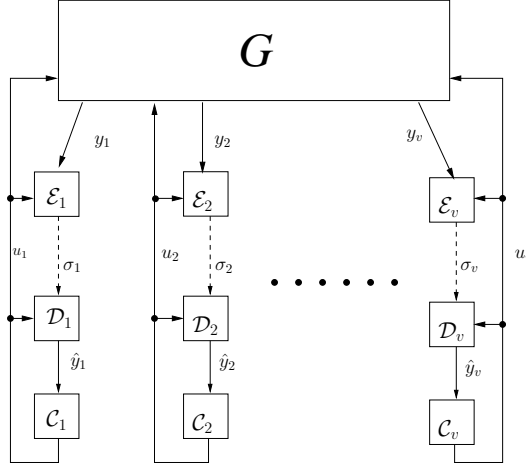 G
y₁ y₂ yᵥ
ℰ₁ ℰ₂ ℰᵥ
u₁ σ₁ u₂ σ₂ σᵥ u
𝒟₁ 𝒟₂ 𝒟ᵥ
ŷ₁ ŷ₂ ŷᵥ
𝒞₁ 𝒞₂ 𝒞ᵥ